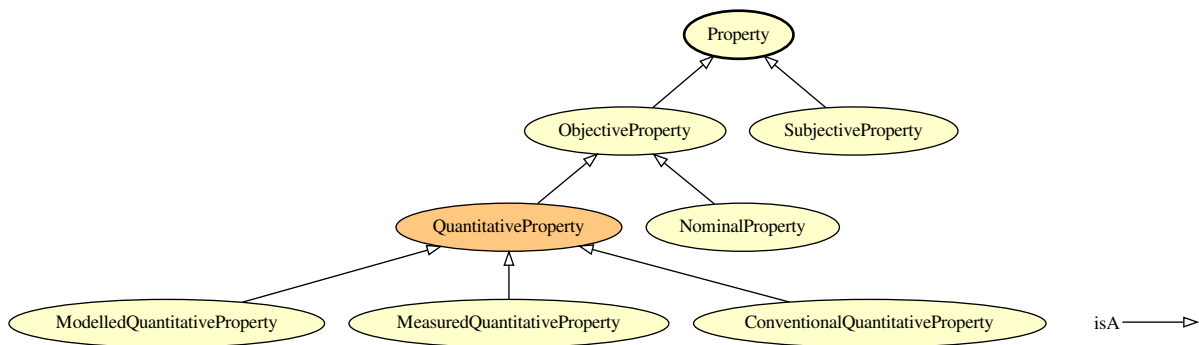 Property
ObjectiveProperty
SubjectiveProperty
QuantitativeProperty
NominalProperty
ModelledQuantitativeProperty
MeasuredQuantitativeProperty
ConventionalQuantitativeProperty
isA